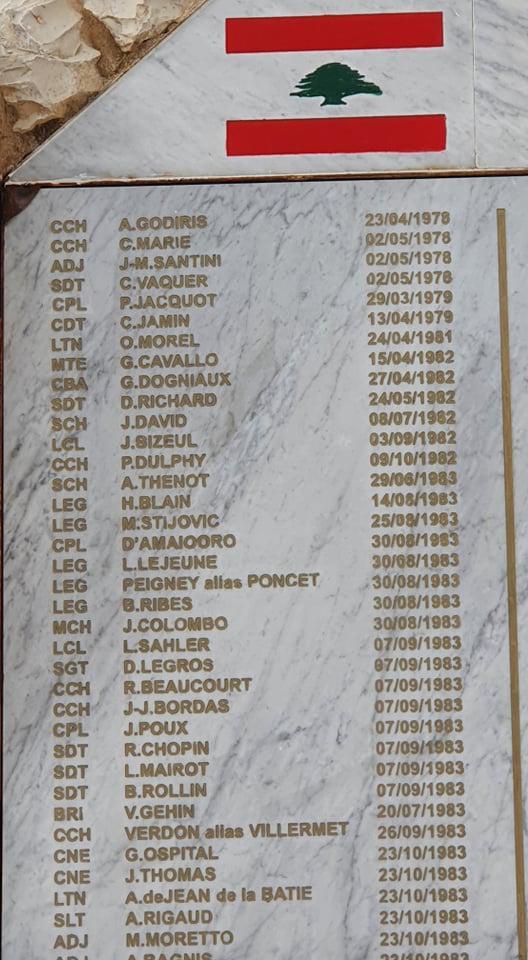 CCH A.GODIRIS 23/04/1978
CCH C.MARIE 02/05/1978
ADJ J-M.SANTINI 02/05/1978
SDT C.VAQUER 02/05/1978
CPL P.JACQUOT 29/03/1979
CDT C.JAMIN 13/04/1979
LTN O.MOREL 24/04/1981
MTE G.CAVALLO 15/04/1982
CBA G.DOGNIAUX 27/04/1982
SDT D.RICHARD 24/05/1982
SCH J.DAVID 08/07/1982
LCL J.SIZEUL 03/09/1982
CCH P.DULPHY 09/10/1982
SCH A.THENOT 29/06/1983
LEG H.BLAIN 14/08/1983
LEG M.STIJOVIC 25/08/1983
CPL D'AMAIOORO 30/08/1983
LEG L.LEJEUNE 30/08/1983
LEG PEIGNEY alias PONCET 30/08/1983
LEG B.RIBES 30/08/1983
MCH J.COLOMBO 30/08/1983
LCL L.SAHLER 07/09/1983
SGT D.LEGROS 07/09/1983
CCH R.BEAUCOURT 07/09/1983
CCH J-J.BORDAS 07/09/1983
CPL J.POUX 07/09/1983
SDT R.CHOPIN 07/09/1983
SDT L.MAIROT 07/09/1983
SDT B.ROLLIN 07/09/1983
BRI V.GEHIN 20/07/1983
CCH VERDON alias VILLERMET 26/09/1983
CNE G.OSPITAL 23/10/1983
CNE J.THOMAS 23/10/1983
LTN A.deJEAN de la BATIE 23/10/1983
SLT A.RIGAUD 23/10/1983
ADJ M.MORETTO 23/10/1983